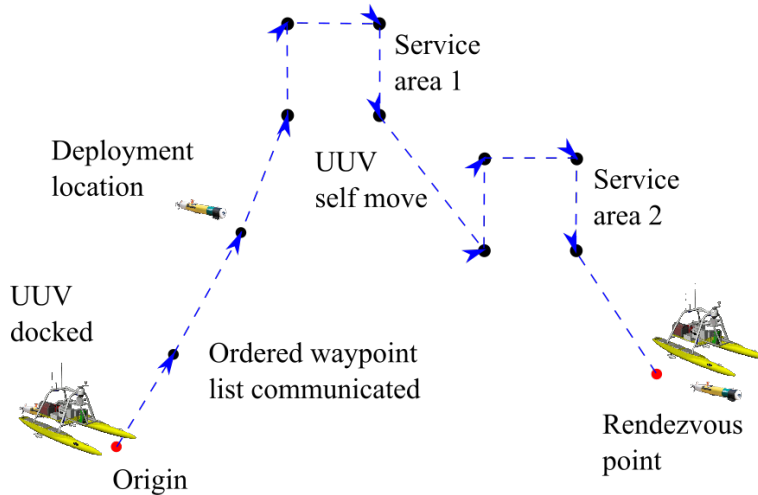 Service
area 1
Deployment
location
UUV
self move
Service
area 2
UUV
docked
Ordered waypoint
list communicated
Rendezvous
point
Origin